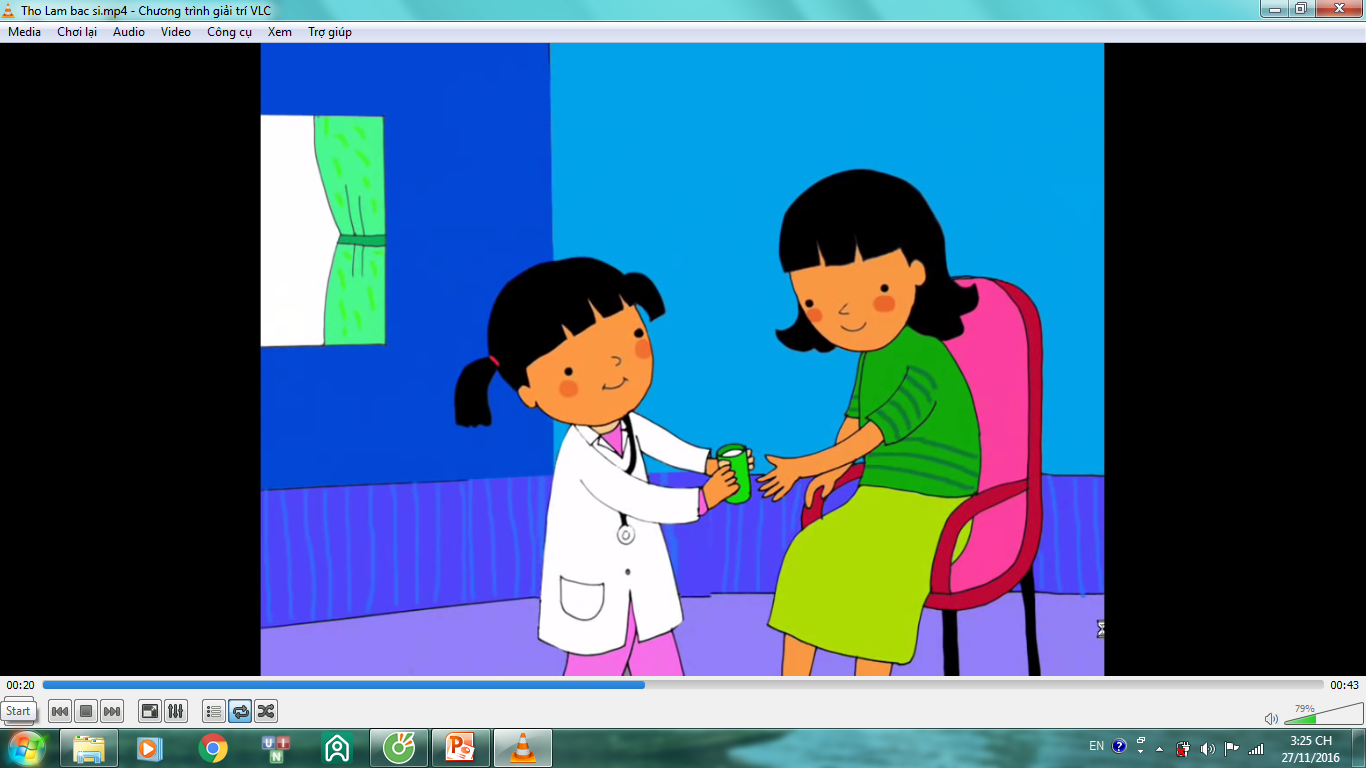 Tho Lam bac si.mp4 - Chương trình giải trí VLC
Media Chơi lại Audio Video Công cụ Xem Trợ giúp
00:20 00:43
Start
79%
EN
3:25 CH
27/11/2016